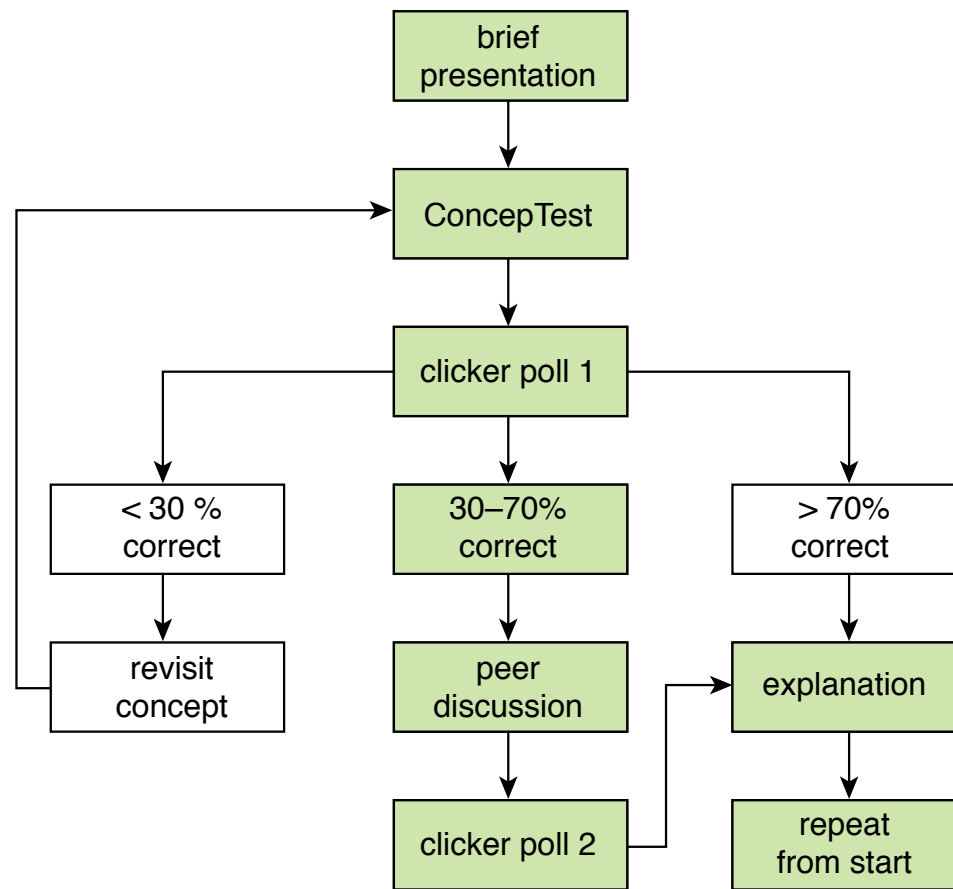 brief
presentation
ConcepTest
clicker poll 1
< 30 %
correct
30–70%
correct
> 70%
correct
revisit
concept
peer
discussion
explanation
clicker poll 2
repeat
from start